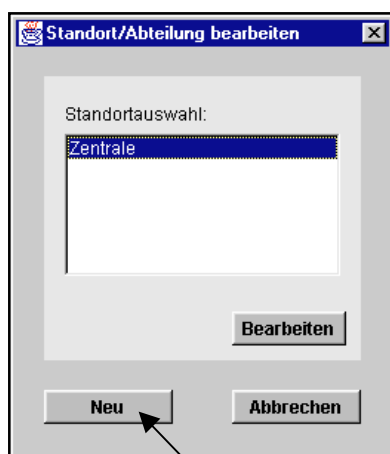 Standort/Abteilung bearbeiten
Standortauswahl:
Zentrale
Bearbeiten
Neu
Abbrechen